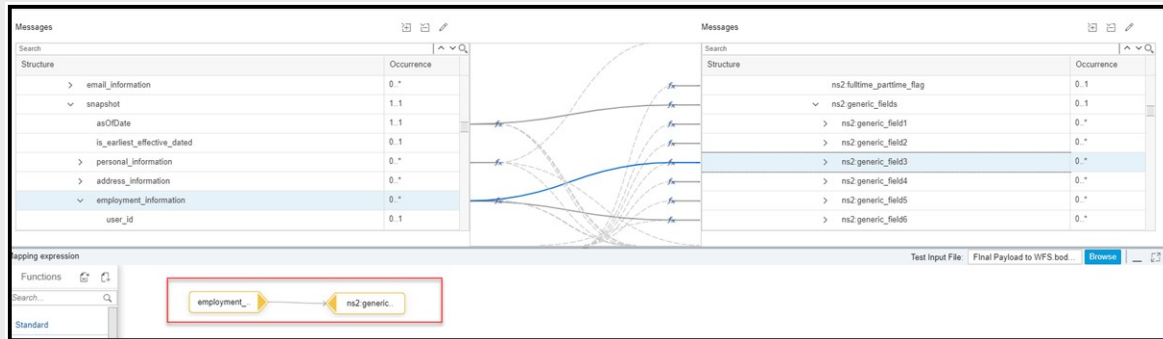 Messages
Search
Structure Occurrence
email_information 0..*
snapshot 1..1
asOfDate 1..1
is_earliest_effective_dated 0..1
personal_information 0..*
address_information 0..*
employment_information 0..*
user_id 0..1
Messages
Search
Structure Occurrence
ns2:fulltime_parttime_flag 0..1
ns2:generic_fields 0..1
ns2:generic_field1 0..*
ns2:generic_field2 0..*
ns2:generic_field3 0..*
ns2:generic_field4 0..*
ns2:generic_field5 0..*
ns2:generic_field6 0..*
apping expression Test Input File: FInal Payload to WFS.bod... Browse
Functions
Search...
Standard
employment_.. ns2:generic..